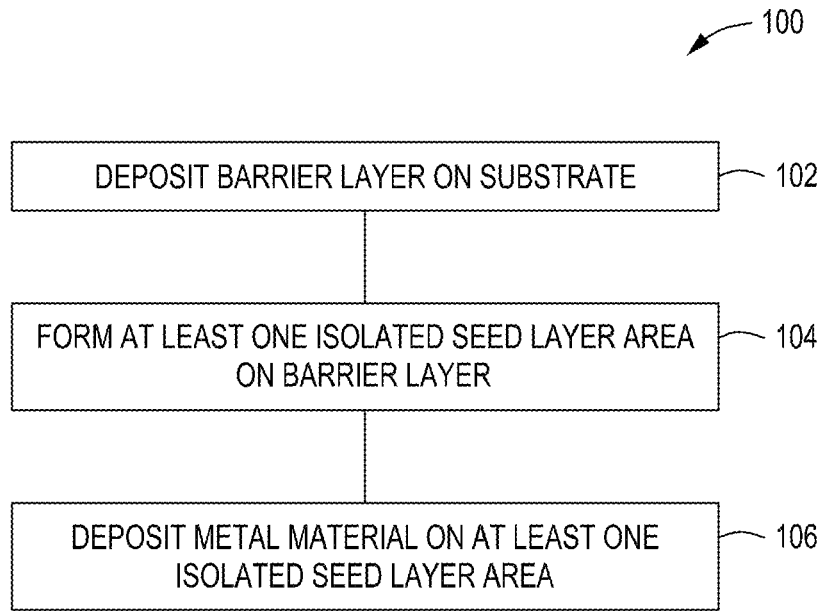 100
DEPOSIT BARRIER LAYER ON SUBSTRATE
102
FORM AT LEAST ONE ISOLATED SEED LAYER AREA
ON BARRIER LAYER
104
DEPOSIT METAL MATERIAL ON AT LEAST ONE
ISOLATED SEED LAYER AREA
106